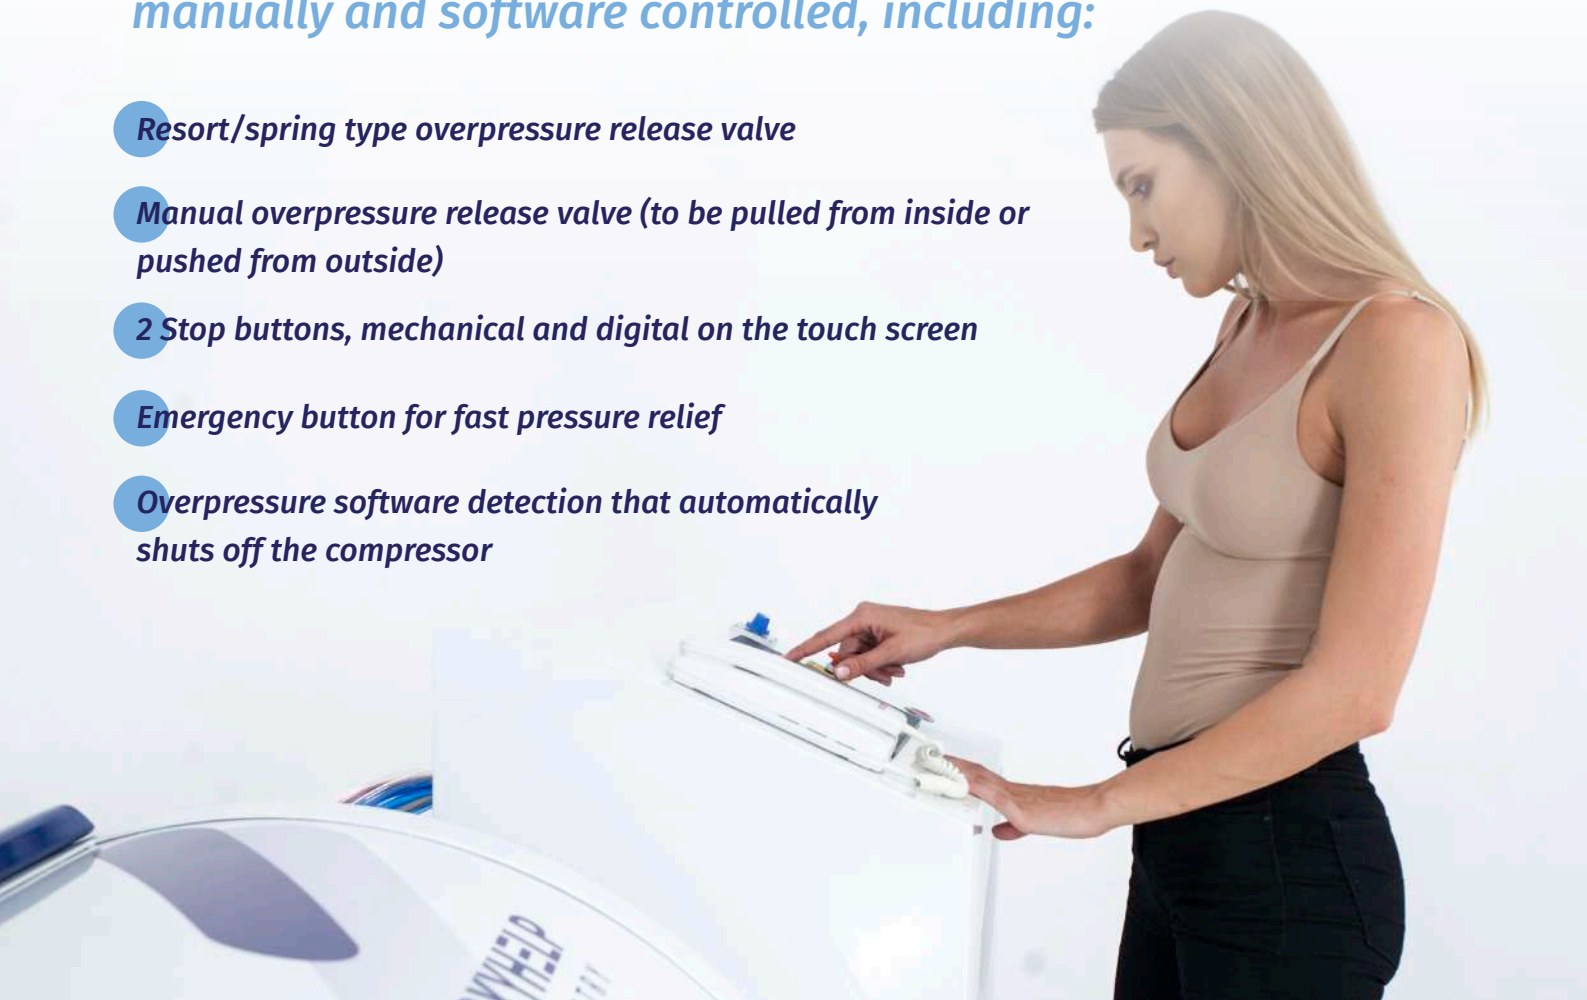 manually and software controlled, including:
Resort/spring type overpressure release valve
Manual overpressure release valve (to be pulled from inside or
pushed from outside)
2 Stop buttons, mechanical and digital on the touch screen
Emergency button for fast pressure relief
Overpressure software detection that automatically
shuts off the compressor